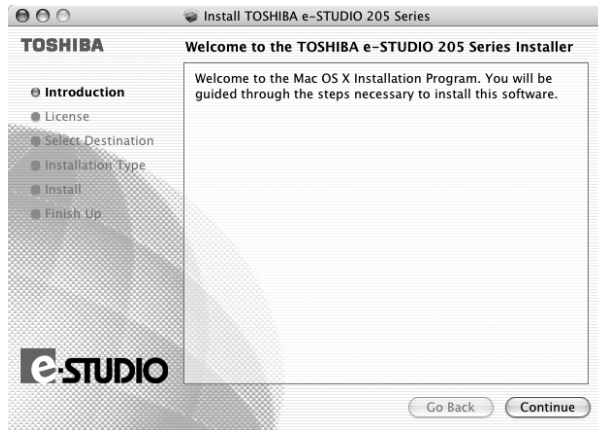 Install TOSHIBA e-STUDIO 205 Series
TOSHIBA
Welcome to the TOSHIBA e-STUDIO 205 Series Installer
Introduction
License
Select Destination
Installation Type
Install
Finish Up
Welcome to the Mac OS X Installation Program. You will be
guided through the steps necessary to install this software.
e-STUDIO
Go Back
Continue